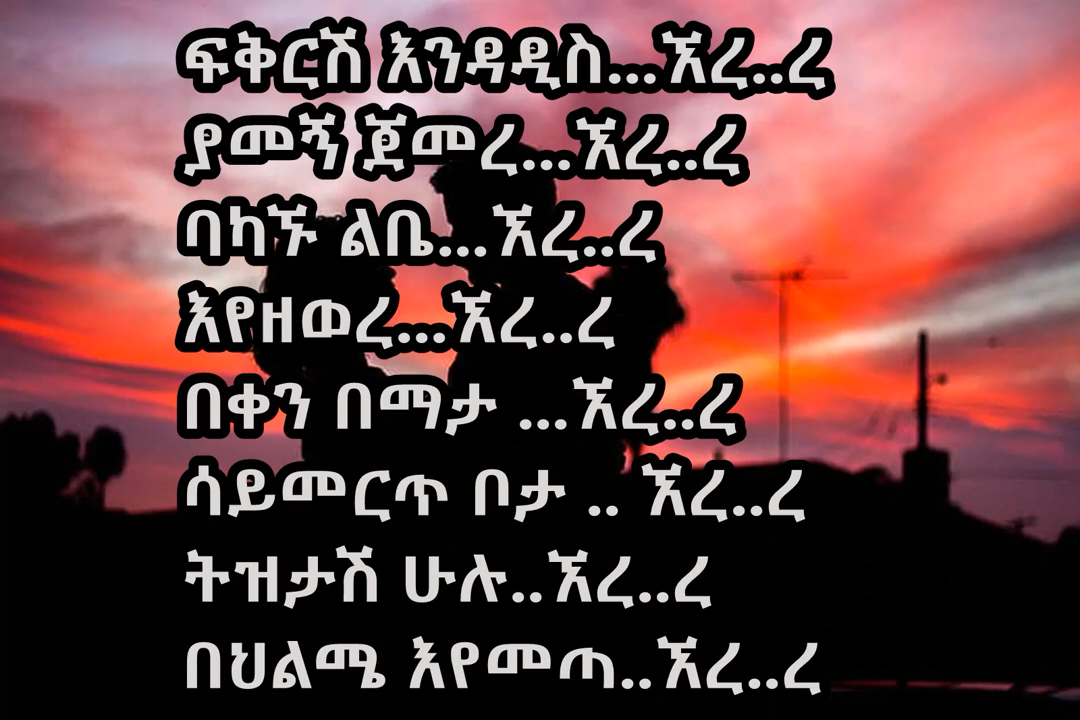 ፍቅርሽ እንዳዲስ...ኧረ..ረ
ያመኝ ጀመረ...ኧረ..ረ
ባካኙ ልቤ...ኧረ..ረ
እየዘወረ...ኧረ..ረ
በቀን በማታ ...ኧረ..ረ
ሳይመርጥ ቦታ .. ኧረ..ረ
ትዝታሽ ሁሉ..ኧረ..ረ
በህልሜ እየመጣ..ኧረ..ረ